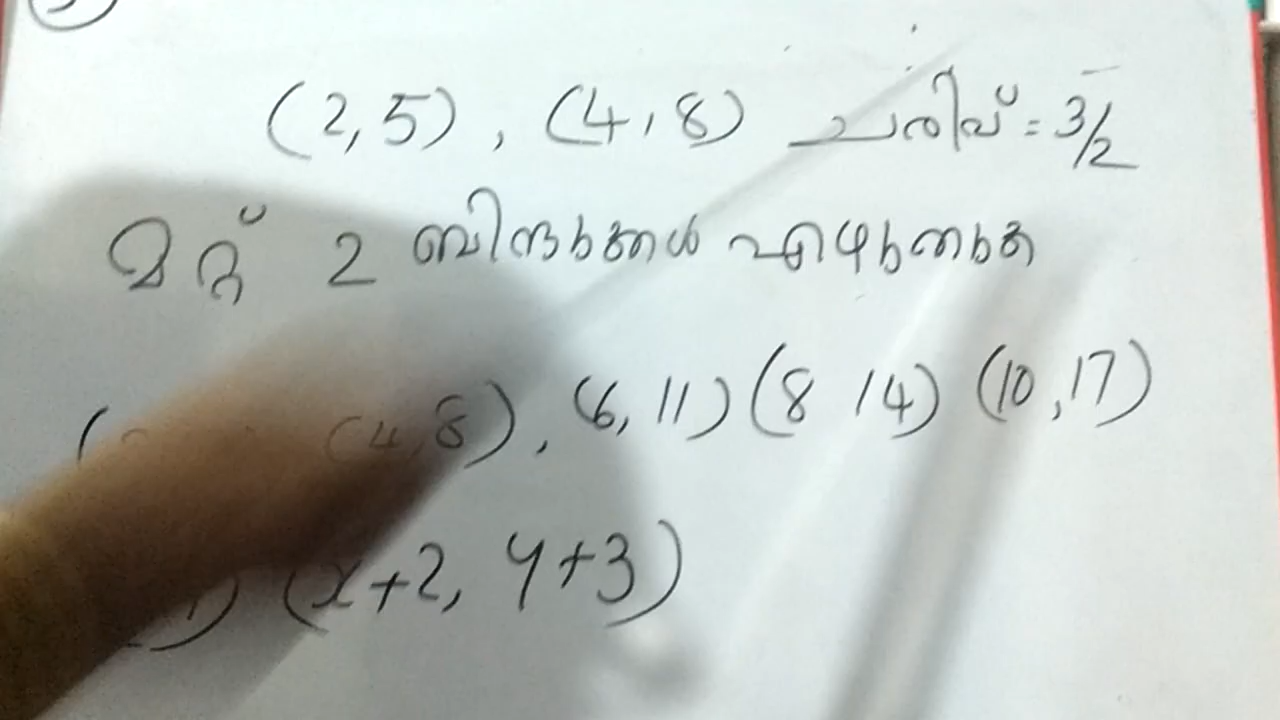 (2,5), (4,8) ചരിവ് = 3/2
മറ്റ് 2 ബിന്ദുക്കൾ എഴുതുക
(4,8), (6, 11) (8 14) (10, 17)
(x+2, y+3)